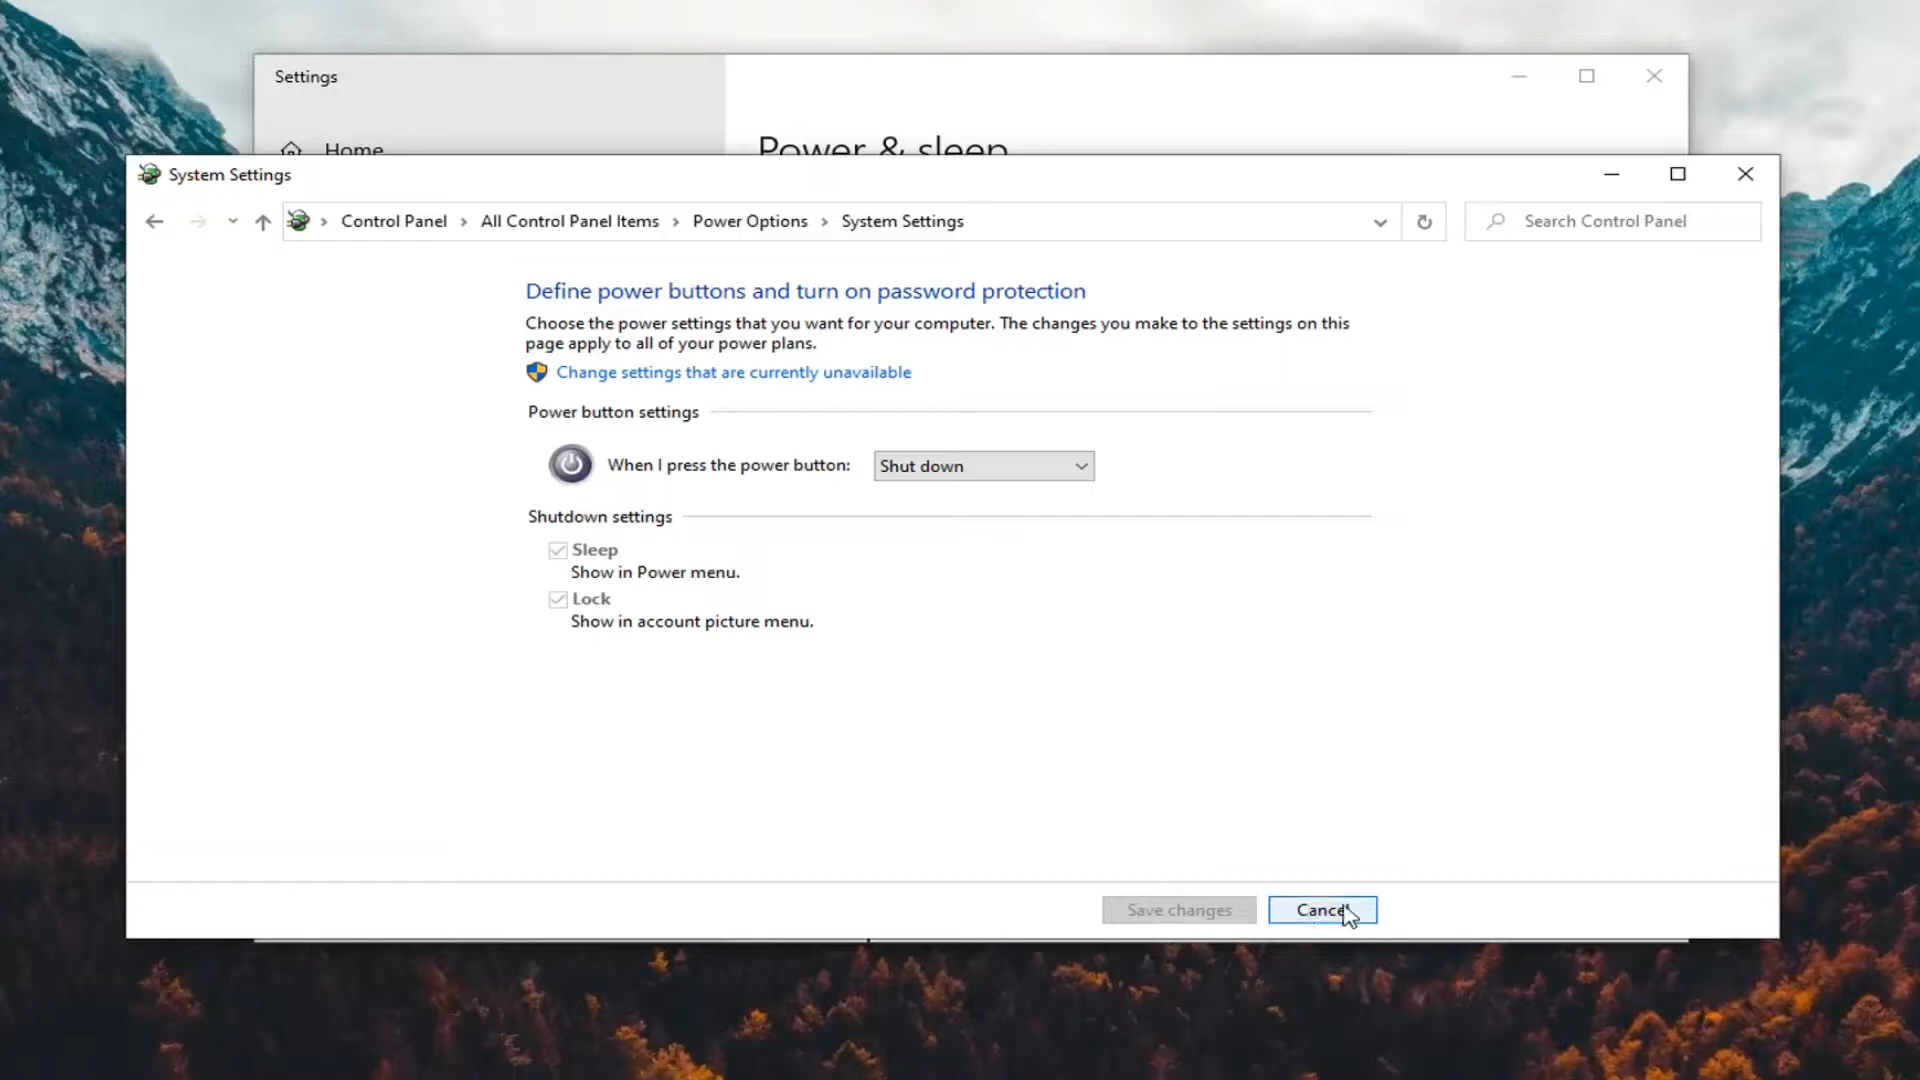 Settings
Home
Power & sleep
System Settings
Control Panel > All Control Panel Items > Power Options > System Settings
Search Control Panel
Define power buttons and turn on password protection
Choose the power settings that you want for your computer. The changes you make to the settings on this
page apply to all of your power plans.
Change settings that are currently unavailable
Power button settings
When I press the power button: Shut down
Shutdown settings
Sleep
Show in Power menu.
Lock
Show in account picture menu.
Save changes
Cancel